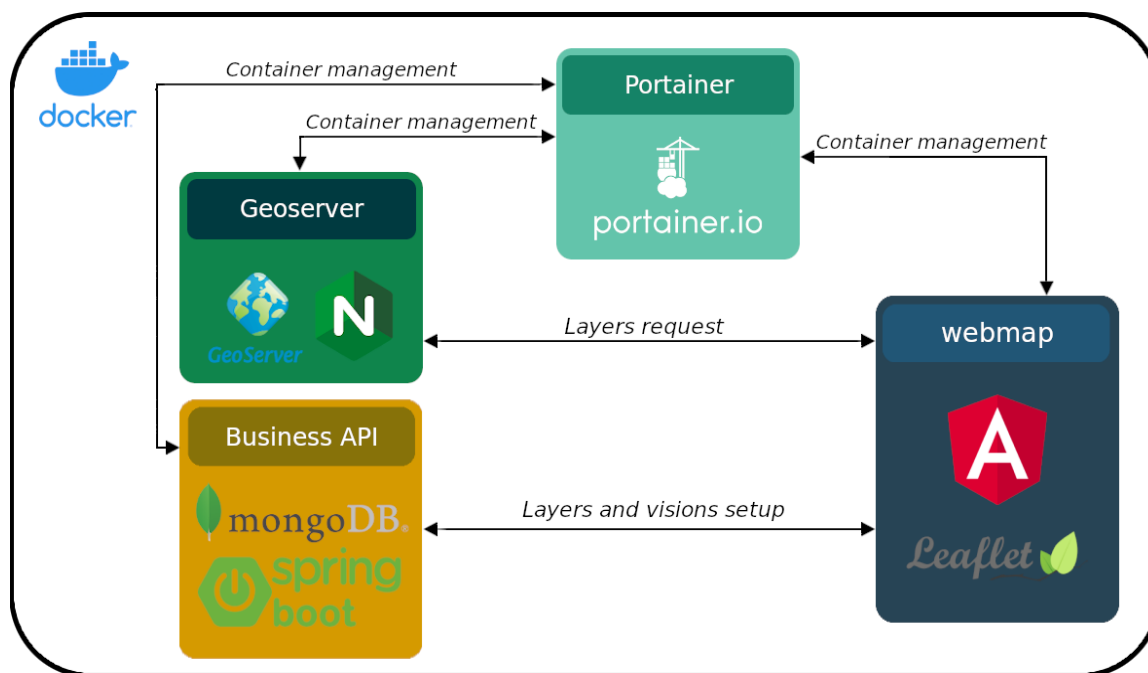 docker
Container management
Portainer
Container management
Container management
portainer.io
Geoserver
GeoServer
N
Layers request
webmap
A
Business API
mongoDB®
Layers and visions setup
spring
boot
Leaflet